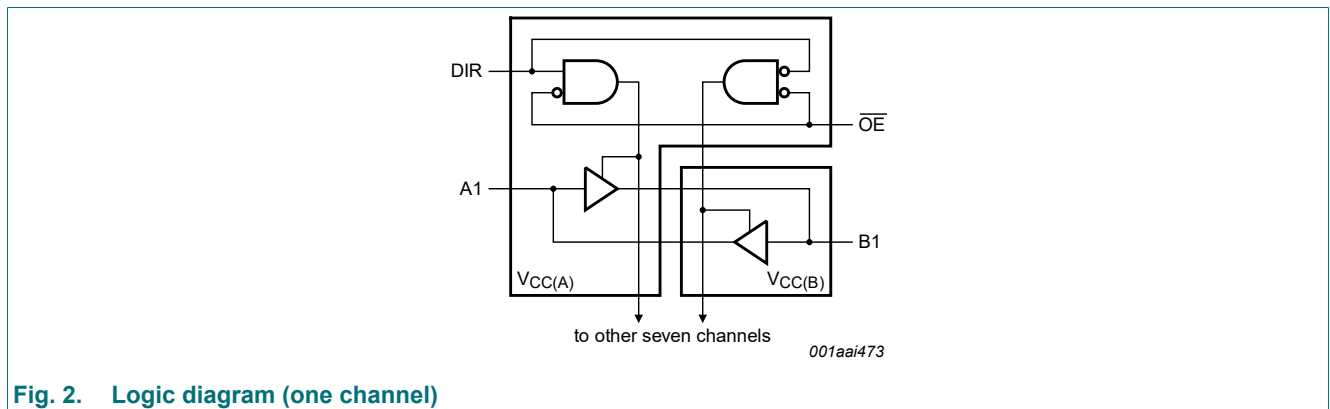 DIR
OE
A1
B1
VCC(A)
VCC(B)
to other seven channels
001aai473
Fig. 2. Logic diagram (one channel)